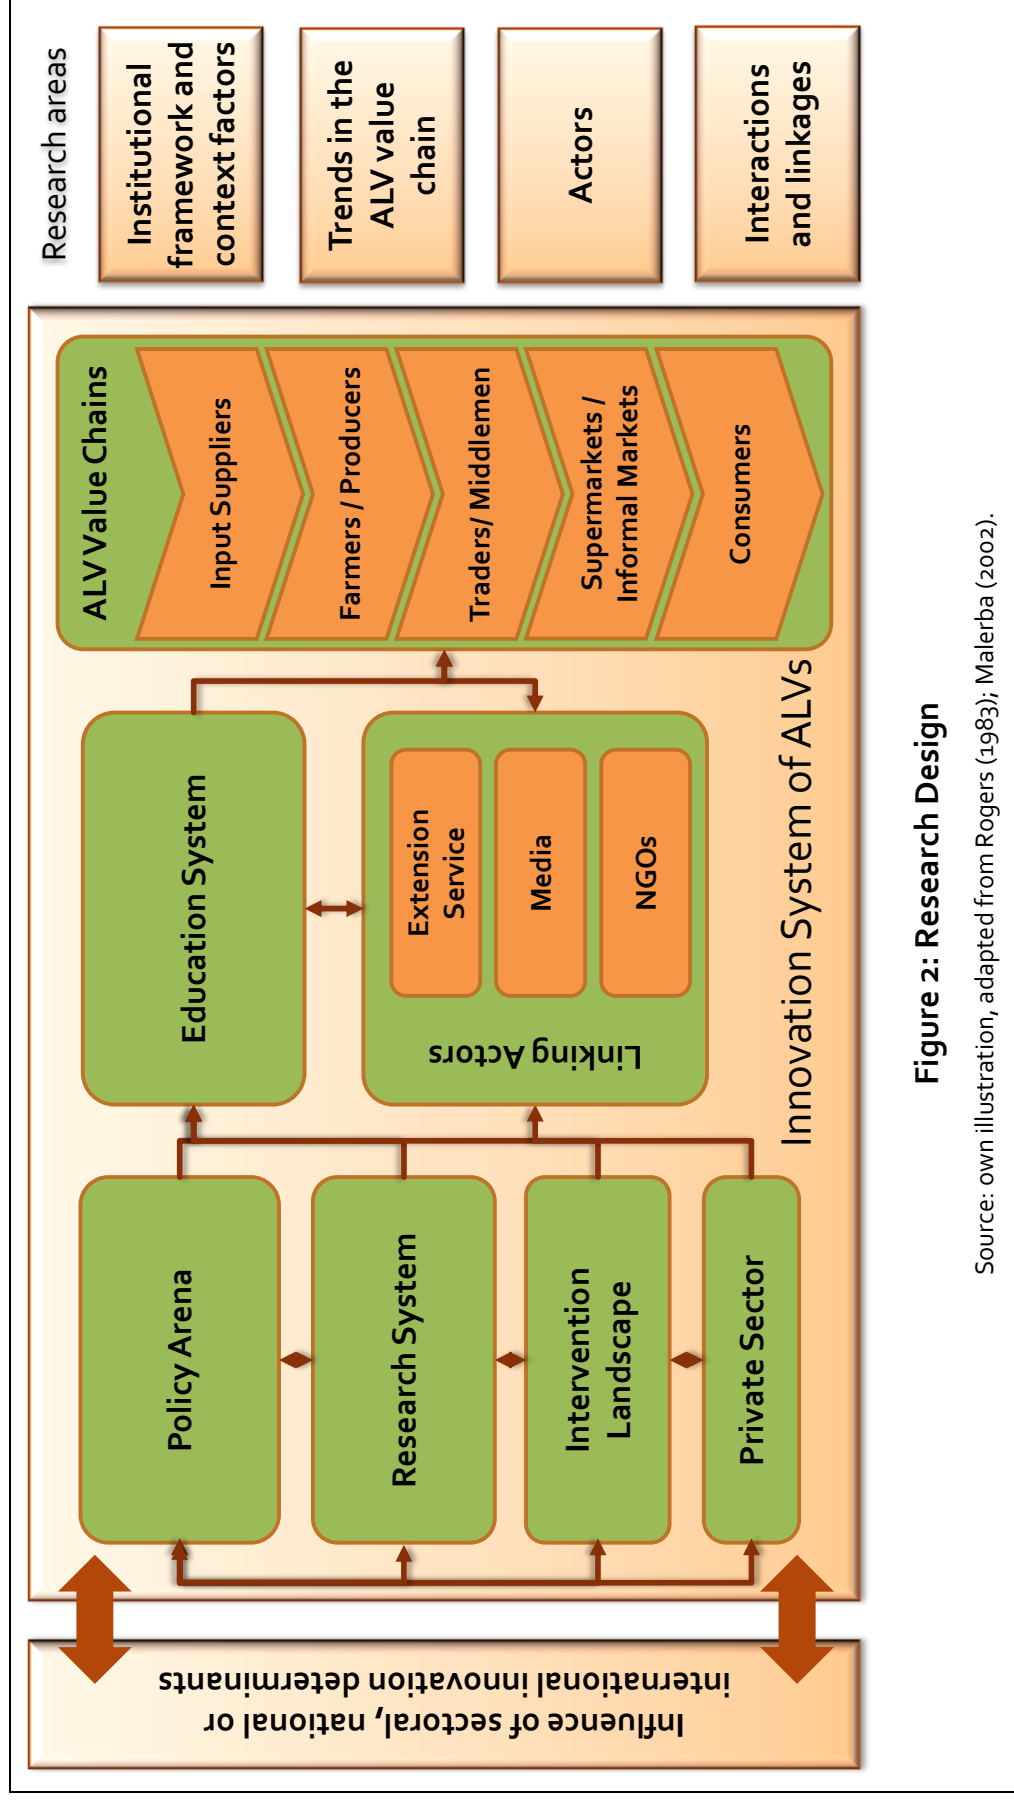 Influence of sectoral, national or
international innovation determinants
Policy Arena
Research System
Intervention
Landscape
Private Sector
Education System
Linking Actors
Extension
Service
Media
NGOs
ALV Value Chains
Input Suppliers
Farmers / Producers
Traders/ Middlemen
Supermarkets /
Informal Markets
Consumers
Innovation System of ALVs
Research areas
Institutional
framework and
context factors
Trends in the
ALV value
chain
Actors
Interactions
and linkages
Figure 2: Research Design
Source: own illustration, adapted from Rogers (1983); Malerba (2002).